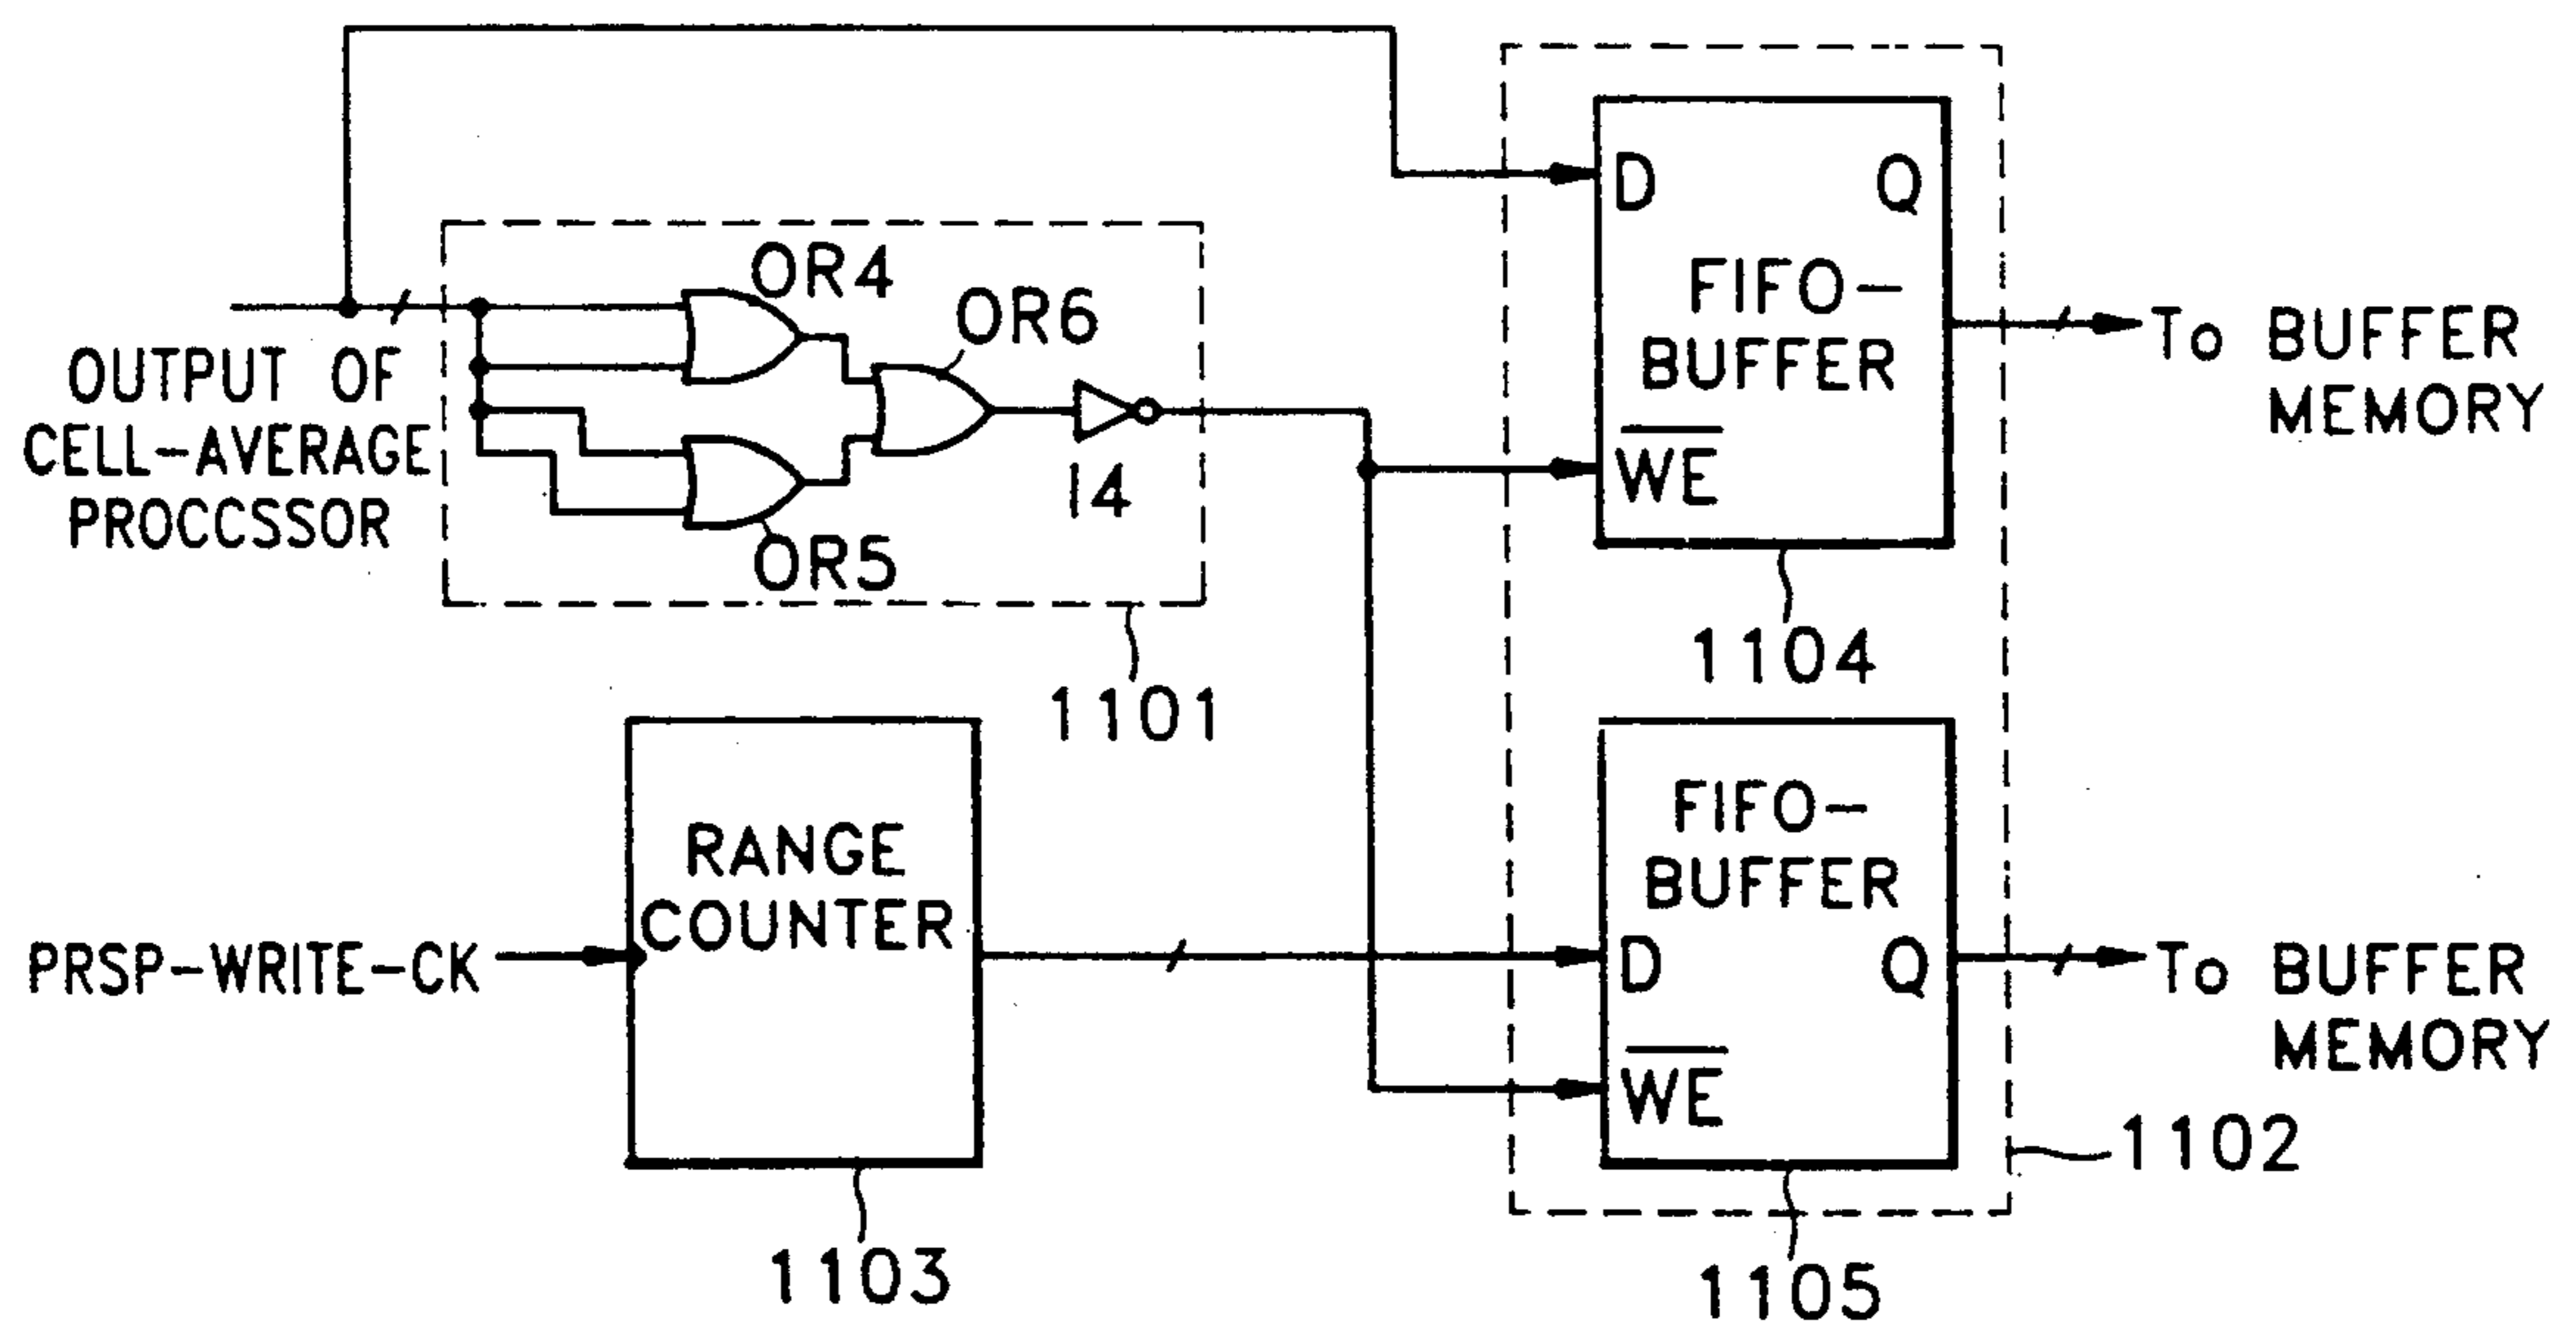 OR4
OR6
OUTPUT OF
CELL-AVERAGE
PROCCSSOR
OR5
I4
1101
D
Q
FIFO-
BUFFER
WE
1104
To BUFFER
MEMORY
PRSP-WRITE-CK
RANGE
COUNTER
1103
FIFO-
BUFFER
D
Q
WE
1105
To BUFFER
MEMORY
1102